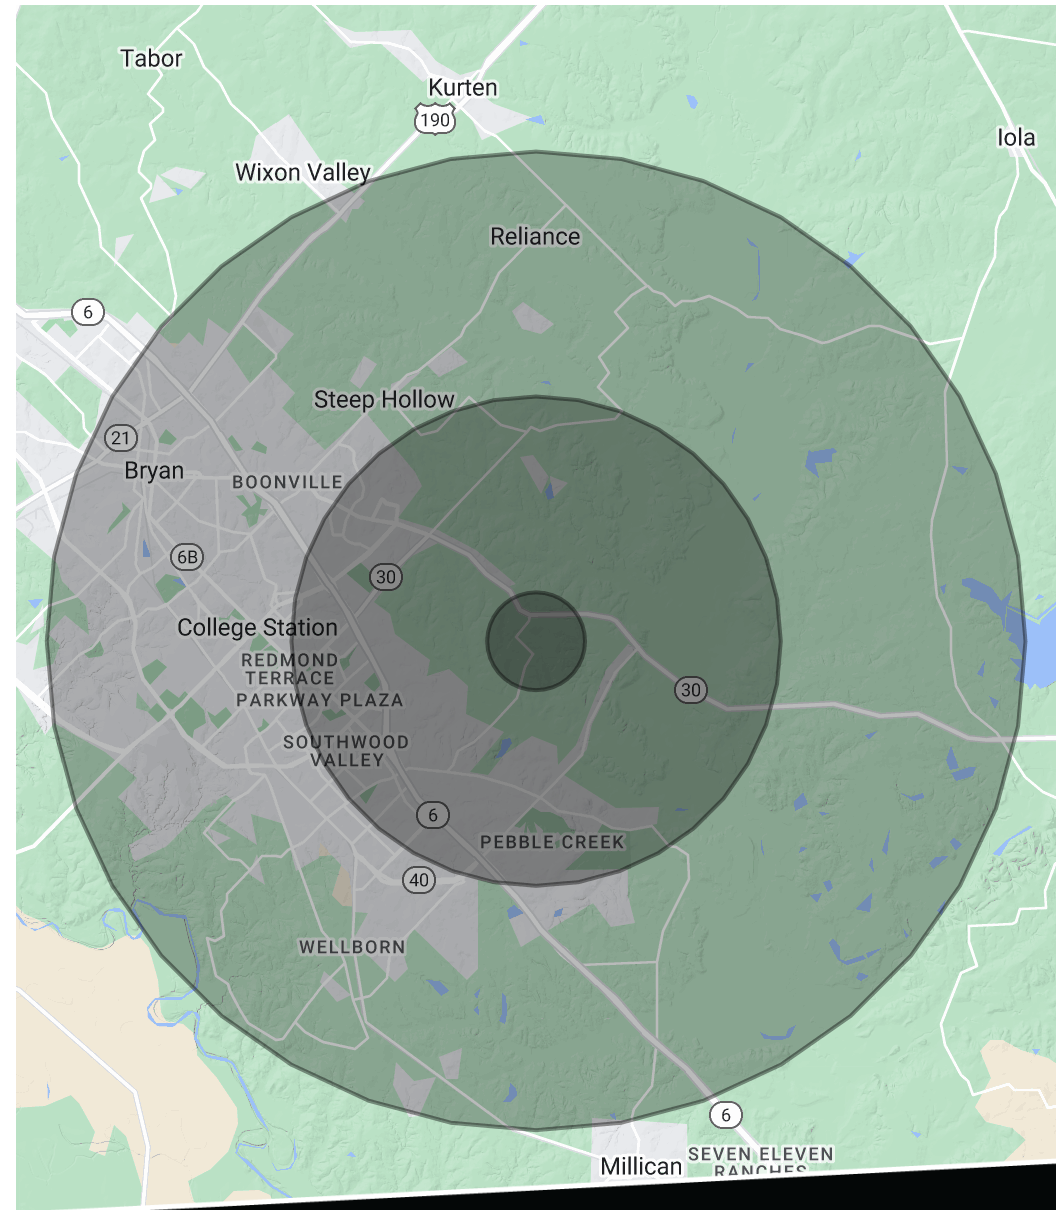 Tabor
Kurten
190
Iola
Wixon Valley
Reliance
6
Steep Hollow
21
Bryan
BOONVILLE
6B
30
College Station
REDMOND
TERRACE
30
PARKWAY PLAZA
SOUTHWOOD
VALLEY
6
PEBBLE CREEK
40
WELLBORN
6
SEVEN ELEVEN
RANCHES
Millican